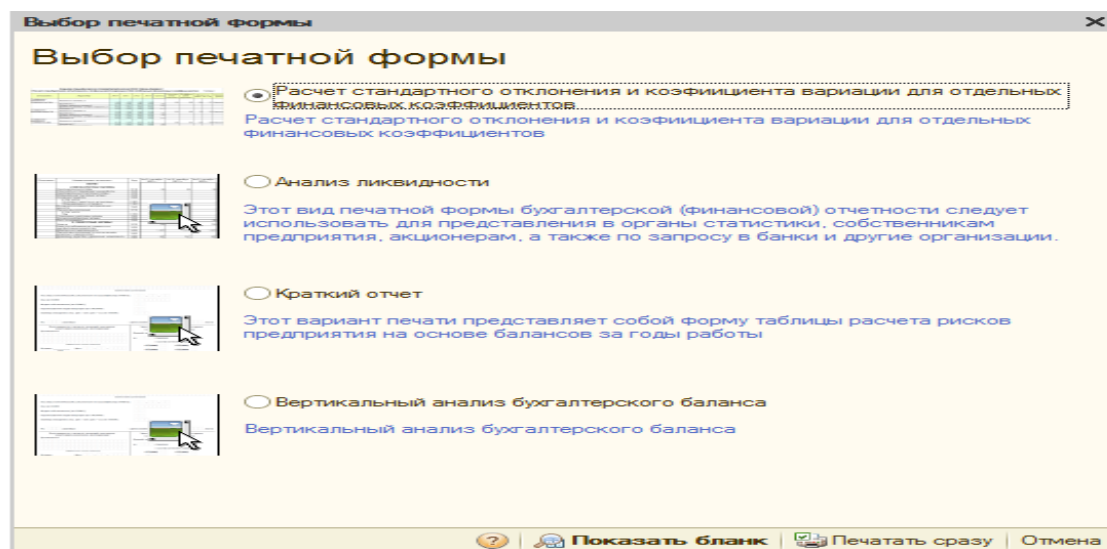 Выбор печатной формы
Выбор печатной формы
Расчет стандартного отклонения и коэфиициента вариации для отдельных
финансовых коэффициентов
Расчет стандартного отклонения и коэфиициента вариации для отдельных
финансовых коэффициентов
Анализ ликвидности
Этот вид печатной формы бухгалтерской (финансовой) отчетности следует
использовать для представления в органы статистики, собственникам
предприятия, акционерам, а также по запросу в банки и другие организации.
Краткий отчет
Этот вариант печати представляет собой форму таблицы расчета рисков
предприятия на основе балансов за годы работы
Вертикальный анализ бухгалтерского баланса
Вертикальный анализ бухгалтерского баланса
Показать бланк Печатать сразу Отмена